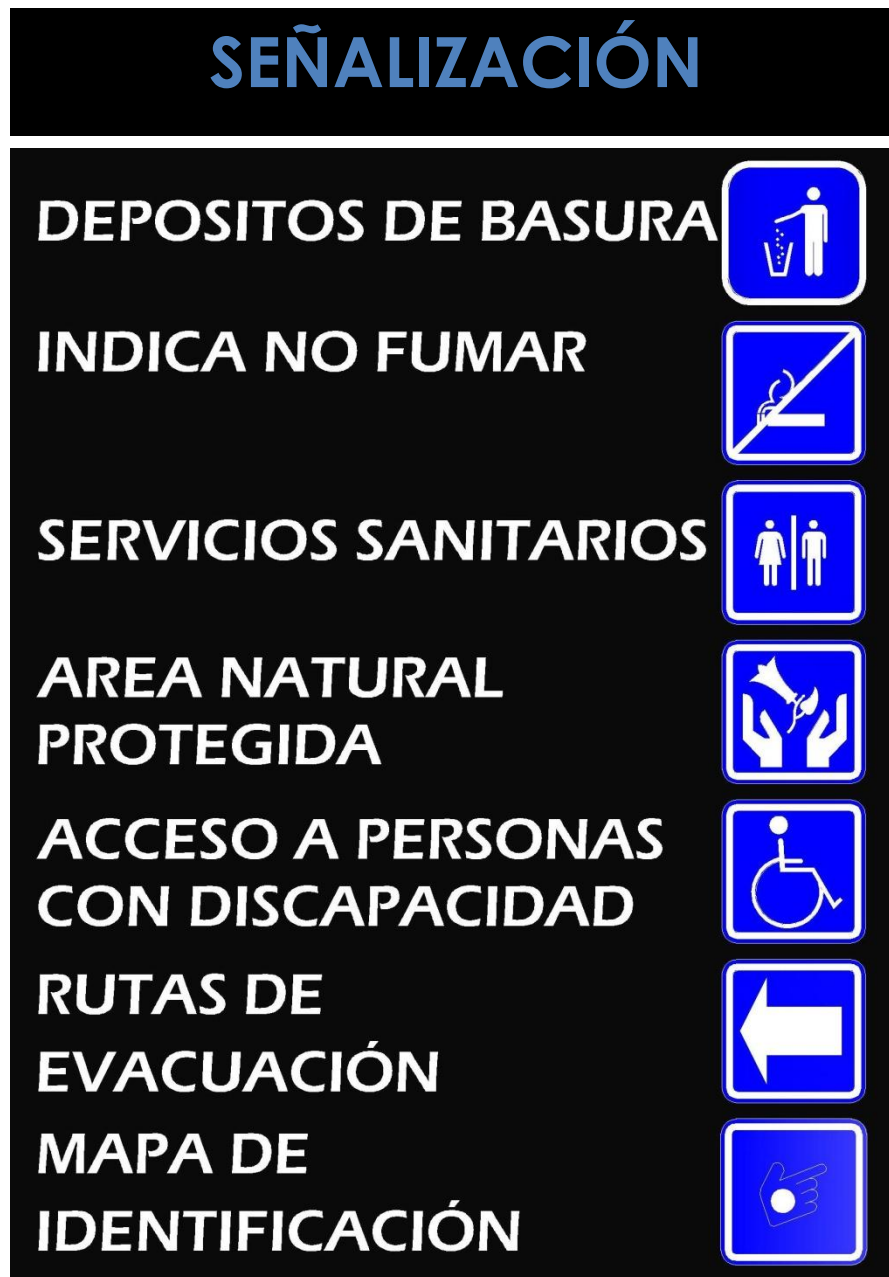 SEÑALIZACIÓN
DEPOSITOS DE BASURA
INDICA NO FUMAR
SERVICIOS SANITARIOS
AREA NATURAL
PROTEGIDA
ACCESO A PERSONAS
CON DISCAPACIDAD
RUTAS DE
EVACUACIÓN
MAPA DE
IDENTIFICACIÓN